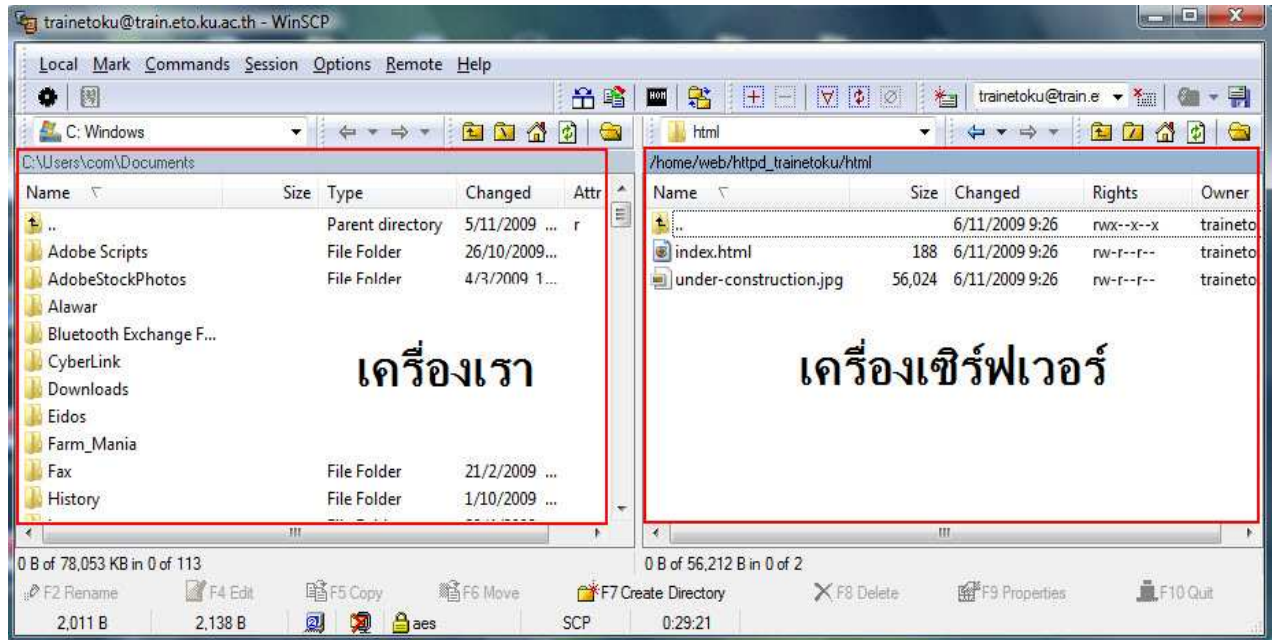 trainetoku@train.eto.ku.ac.th - WinSCP
Local Mark Commands Session Options Remote Help
trainetoku@train.e
C: Windows
html
C:\Users\com\Documents
/home/web/httpd_trainetoku/html
Name Size Type Changed Attr
Name Size Changed Rights Owner
.. Parent directory 5/11/2009 ... r
.. 6/11/2009 9:26 rwx--x--x traineto
Adobe Scripts File Folder 26/10/2009...
index.html 188 6/11/2009 9:26 rw-r--r-- traineto
AdobeStockPhotos File Folder 4/3/2009 1...
under-construction.jpg 56,024 6/11/2009 9:26 rw-r--r-- traineto
Alawar
Bluetooth Exchange F...
CyberLink
เครื่องเรา
เครื่องเซิร์ฟเวอร์
Downloads
Eidos
Farm_Mania
Fax File Folder 21/2/2009 ...
History File Folder 1/10/2009 ...
0 B of 78,053 KB in 0 of 113
0 B of 56,212 B in 0 of 2
F2 Rename F4 Edit F5 Copy F6 Move F7 Create Directory F8 Delete F9 Properties F10 Quit
2,011 B 2,138 B aes SCP 0:29:21